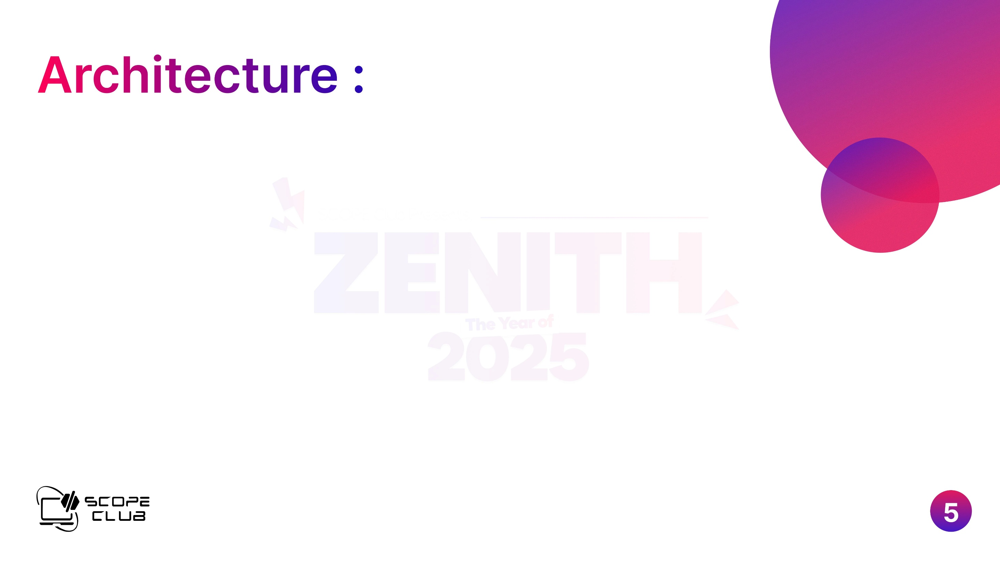 Architecture :
ZENITH
The Year of
2025
SCOPE
CLUB
5